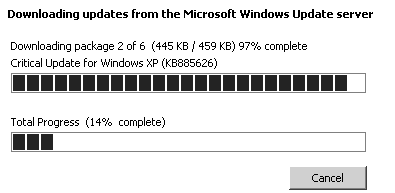 Downloading updates from the Microsoft Windows Update server
Downloading package 2 of 6 (445 KB / 459 KB) 97% complete
Critical Update for Windows XP (KB885626)
Total Progress (14% complete)
Cancel